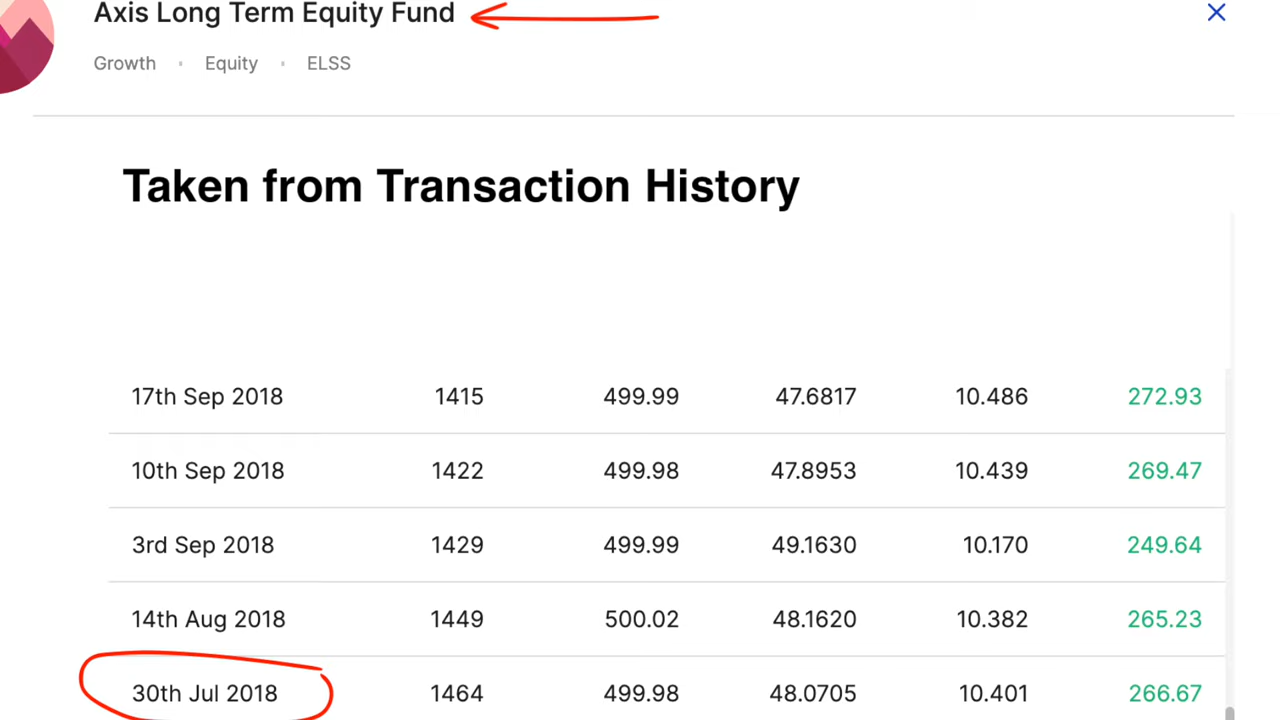 Axis Long Term Equity Fund
Growth · Equity · ELSS
Taken from Transaction History
17th Sep 2018 1415 499.99 47.6817 10.486 272.93
10th Sep 2018 1422 499.98 47.8953 10.439 269.47
3rd Sep 2018 1429 499.99 49.1630 10.170 249.64
14th Aug 2018 1449 500.02 48.1620 10.382 265.23
30th Jul 2018 1464 499.98 48.0705 10.401 266.67